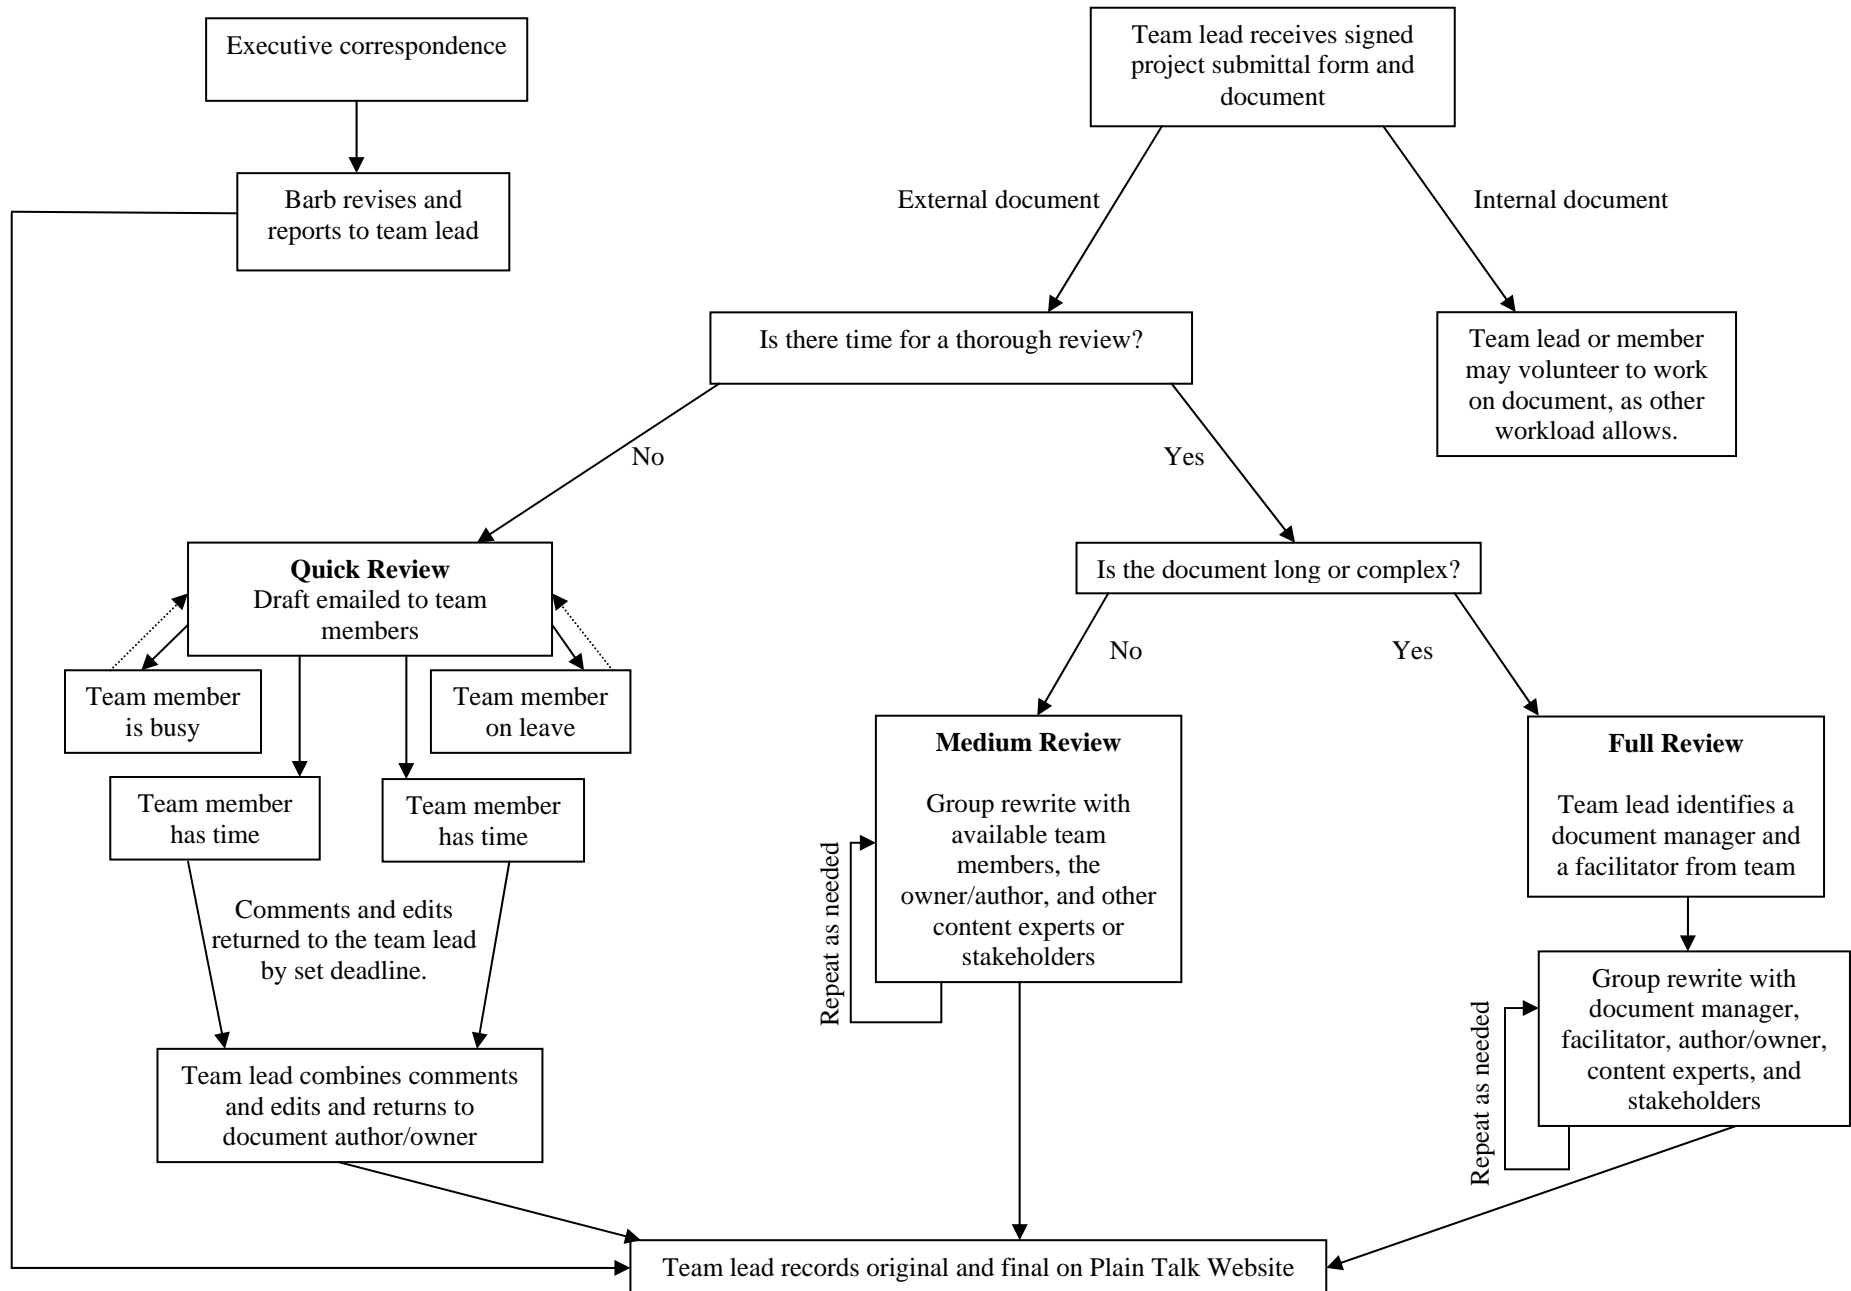 Executive correspondence
Team lead receives signed
project submittal form and
document
Barb revises and
reports to team lead
External document
Internal document
Is there time for a thorough review?
Team lead or member
may volunteer to work
on document, as other
workload allows.
No
Yes
Quick Review
Draft emailed to team
members
Is the document long or complex?
No
Yes
Team member
is busy
Team member
on leave
Team member
has time
Team member
has time
Comments and edits
returned to the team lead
by set deadline.
Team lead combines comments
and edits and returns to
document author/owner
Medium Review
Group rewrite with
available team
members, the
owner/author, and other
content experts or
stakeholders
Repeat as needed
Full Review
Team lead identifies a
document manager and
a facilitator from team
Group rewrite with
document manager,
facilitator, author/owner,
content experts, and
stakeholders
Repeat as needed
Team lead records original and final on Plain Talk Website